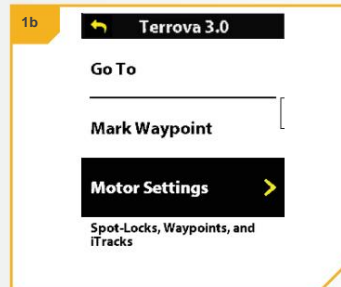 1b
Terrova 3.0
Go To
Mark Waypoint
Motor Settings
Spot-Locks, Waypoints, and
iTracks